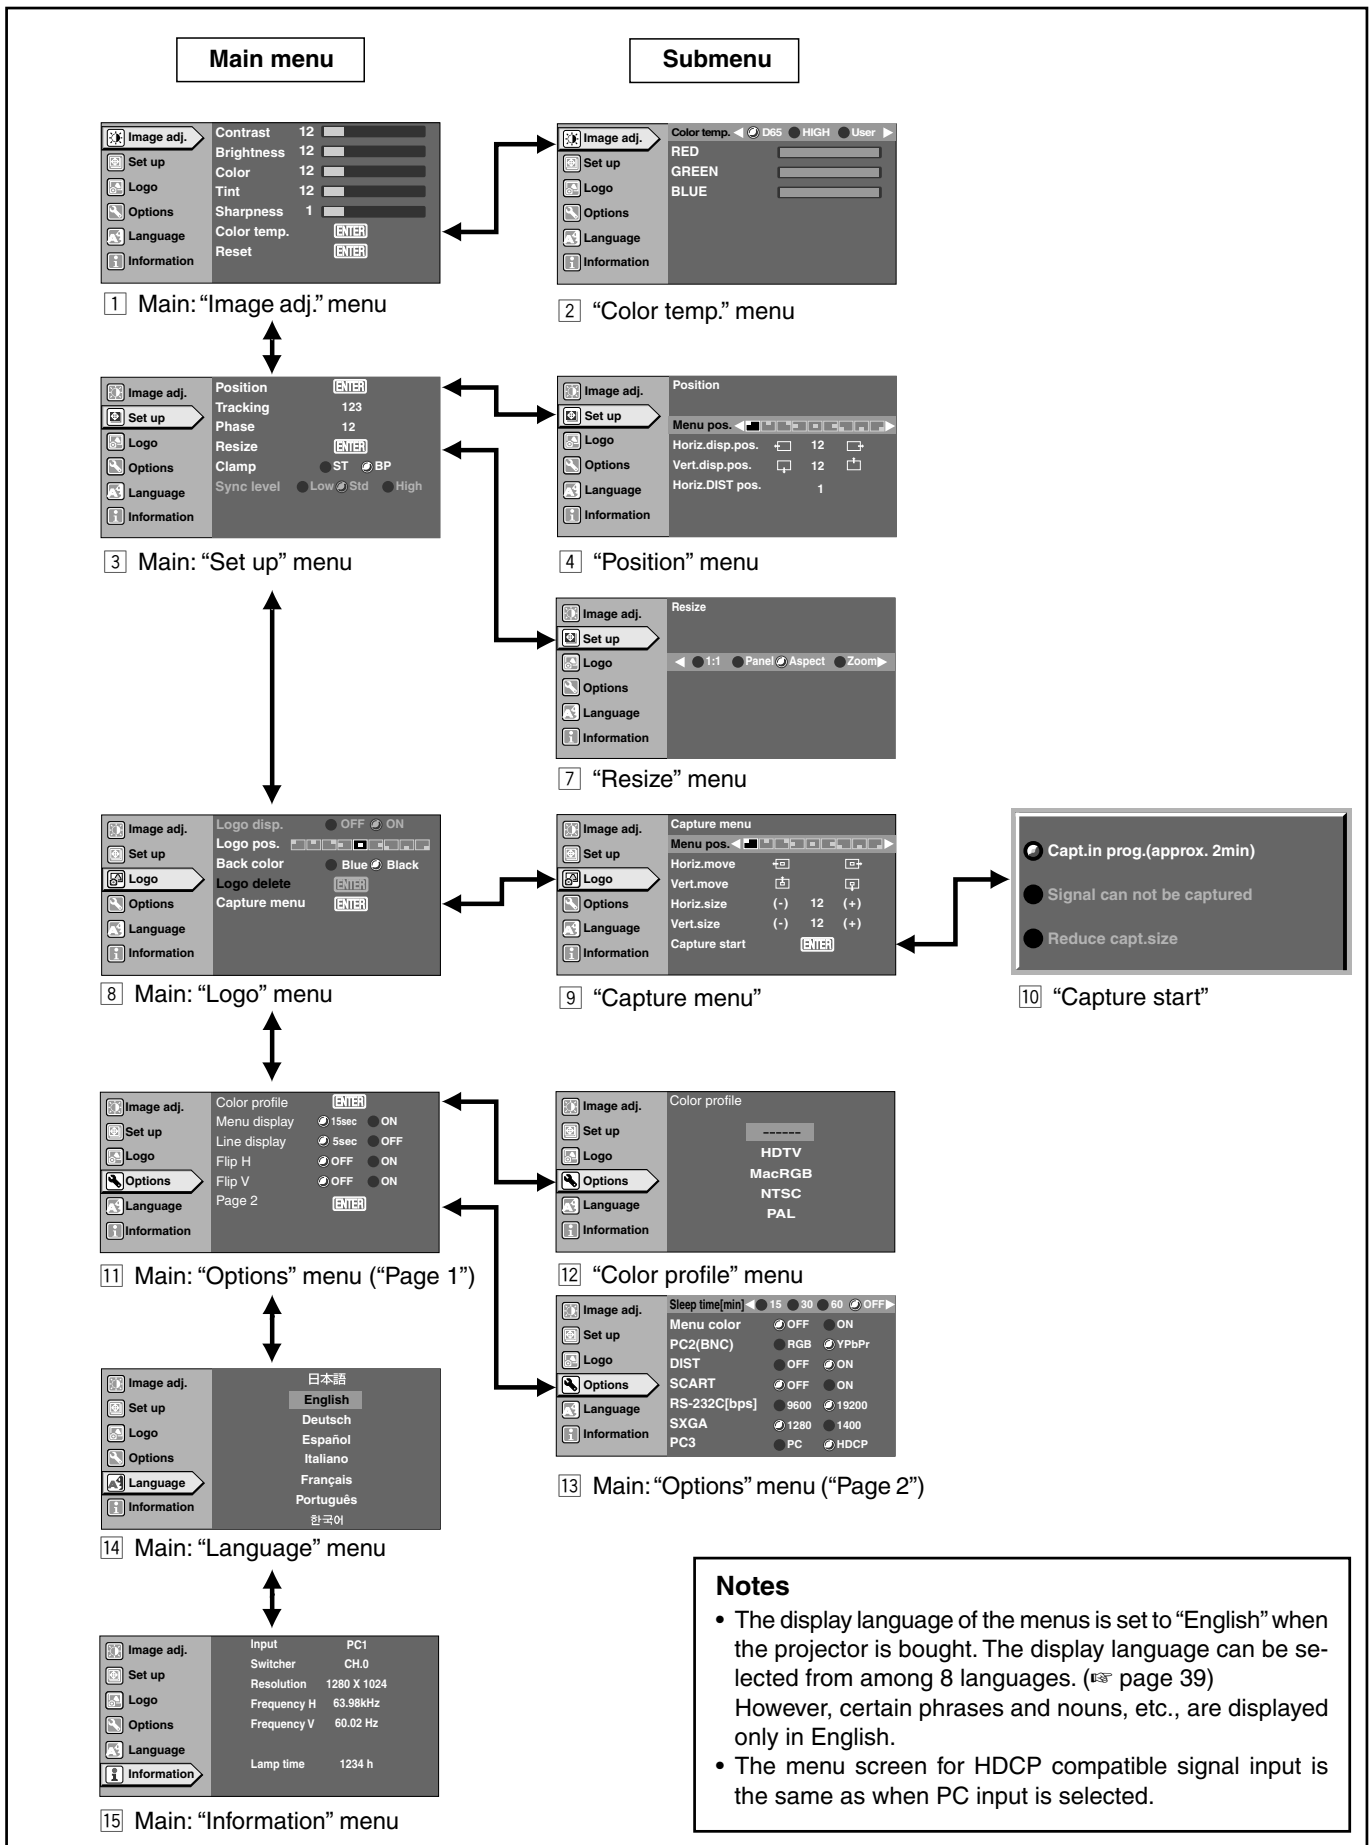 Main menu
Submenu
Image adj.
Set up
Logo
Options
Language
Information
Contrast 12
Brightness 12
Color 12
Tint 12
Sharpness 1
Color temp. ENTER
Reset ENTER
1 Main: “Image adj.” menu
Image adj.
Set up
Logo
Options
Language
Information
Color temp. D65 HIGH User
RED
GREEN
BLUE
2 “Color temp.” menu
Image adj.
Set up
Logo
Options
Language
Information
Position ENTER
Tracking 123
Phase 12
Resize ENTER
Clamp ST BP
Sync level Low Std High
3 Main: “Set up” menu
Image adj.
Set up
Logo
Options
Language
Information
Position
Menu pos.
Horiz.disp.pos. 12
Vert.disp.pos. 12
Horiz.DIST pos. 1
4 “Position” menu
Image adj.
Set up
Logo
Options
Language
Information
Resize
1:1 Panel Aspect Zoom
7 “Resize” menu
Image adj.
Set up
Logo
Options
Language
Information
Logo disp. OFF ON
Logo pos.
Back color Blue Black
Logo delete ENTER
Capture menu ENTER
8 Main: “Logo” menu
Image adj.
Set up
Logo
Options
Language
Information
Capture menu
Menu pos.
Horiz.move
Vert.move
Horiz.size (-) 12 (+)
Vert.size (-) 12 (+)
Capture start ENTER
9 “Capture menu”
Capt.in prog.(approx. 2min)
Signal can not be captured
Reduce capt.size
10 “Capture start”
Image adj.
Set up
Logo
Options
Language
Information
Color profile ENTER
Menu display 15sec ON
Line display 5sec OFF
Flip H OFF ON
Flip V OFF ON
Page 2 ENTER
11 Main: “Options” menu (“Page 1”)
Image adj.
Set up
Logo
Options
Language
Information
Color profile
------
HDTV
MacRGB
NTSC
PAL
12 “Color profile” menu
Image adj.
Set up
Logo
Options
Language
Information
Sleep time[min] 15 30 60 OFF
Menu color OFF ON
PC2(BNC) RGB YPbPr
DIST OFF ON
SCART OFF ON
RS-232C[bps] 9600 19200
SXGA 1280 1400
PC3 PC HDCP
13 Main: “Options” menu (“Page 2”)
Image adj.
Set up
Logo
Options
Language
Information
日本語
English
Deutsch
Español
Italiano
Français
Português
한국어
14 Main: “Language” menu
Image adj.
Set up
Logo
Options
Language
Information
Input PC1
Switcher CH.0
Resolution 1280 X 1024
Frequency H 63.98kHz
Frequency V 60.02 Hz
Lamp time 1234 h
15 Main: “Information” menu
Notes
• The display language of the menus is set to “English” when
the projector is bought. The display language can be se-
lected from among 8 languages. (☞ page 39)
However, certain phrases and nouns, etc., are displayed
only in English.
• The menu screen for HDCP compatible signal input is
the same as when PC input is selected.